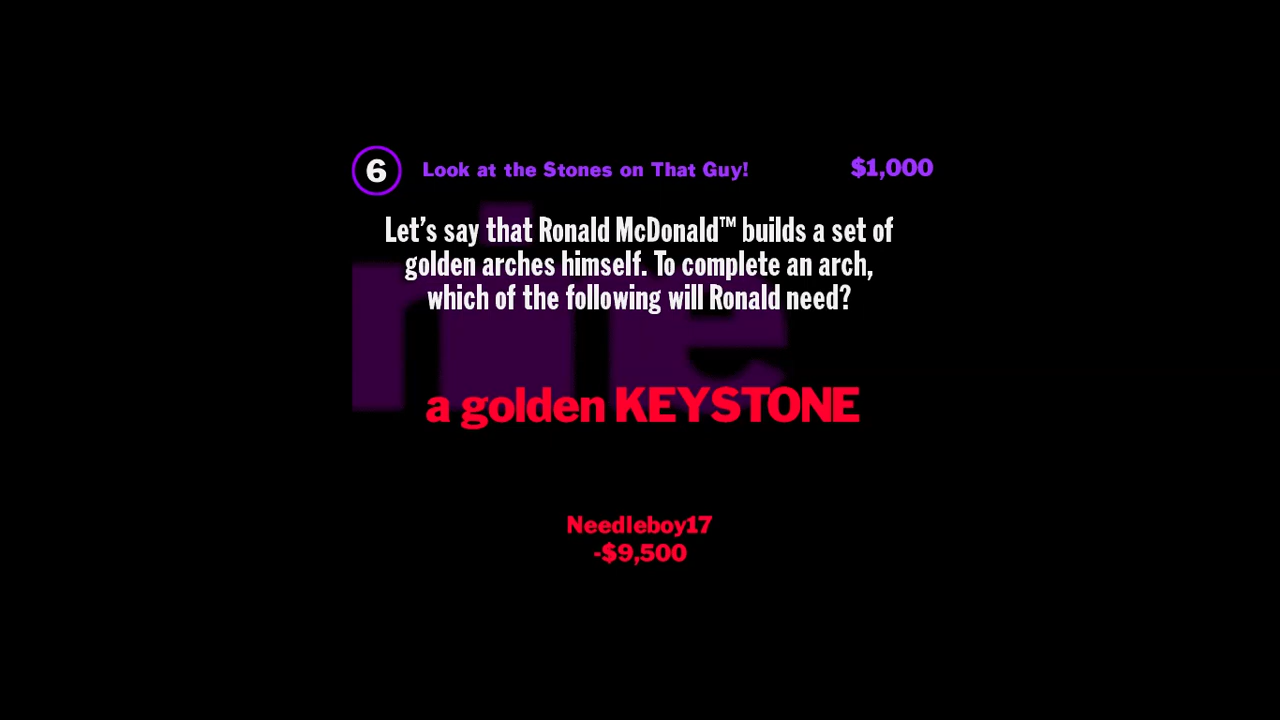 6 Look at the Stones on That Guy! $1,000
Let's say that Ronald McDonald™ builds a set of
golden arches himself. To complete an arch,
which of the following will Ronald need?
a golden KEYSTONE
Needleboy17
-$9,500